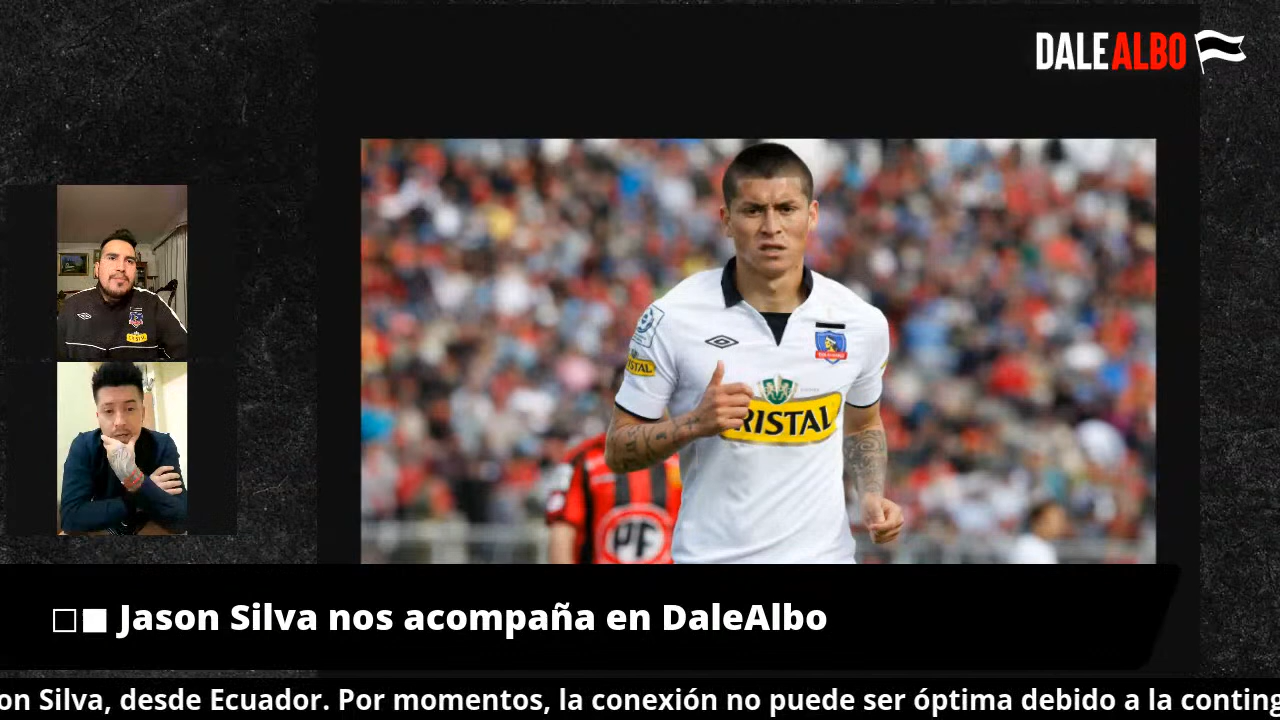 DALEALBO
CRISTAL
PF
□■ Jason Silva nos acompaña en DaleAlbo
on Silva, desde Ecuador. Por momentos, la conexión no puede ser óptima debido a la conting